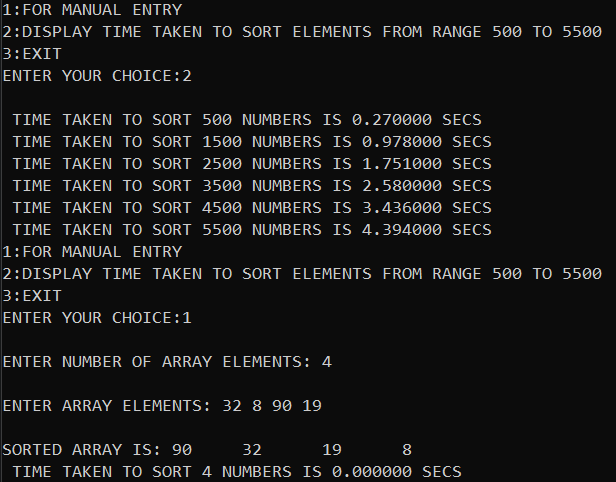 1:FOR MANUAL ENTRY
2:DISPLAY TIME TAKEN TO SORT ELEMENTS FROM RANGE 500 TO 5500
3:EXIT
ENTER YOUR CHOICE:2
TIME TAKEN TO SORT 500 NUMBERS IS 0.270000 SECS
TIME TAKEN TO SORT 1500 NUMBERS IS 0.978000 SECS
TIME TAKEN TO SORT 2500 NUMBERS IS 1.751000 SECS
TIME TAKEN TO SORT 3500 NUMBERS IS 2.580000 SECS
TIME TAKEN TO SORT 4500 NUMBERS IS 3.436000 SECS
TIME TAKEN TO SORT 5500 NUMBERS IS 4.394000 SECS
1:FOR MANUAL ENTRY
2:DISPLAY TIME TAKEN TO SORT ELEMENTS FROM RANGE 500 TO 5500
3:EXIT
ENTER YOUR CHOICE:1
ENTER NUMBER OF ARRAY ELEMENTS: 4
ENTER ARRAY ELEMENTS: 32 8 90 19
SORTED ARRAY IS: 90 32 19 8
TIME TAKEN TO SORT 4 NUMBERS IS 0.000000 SECS